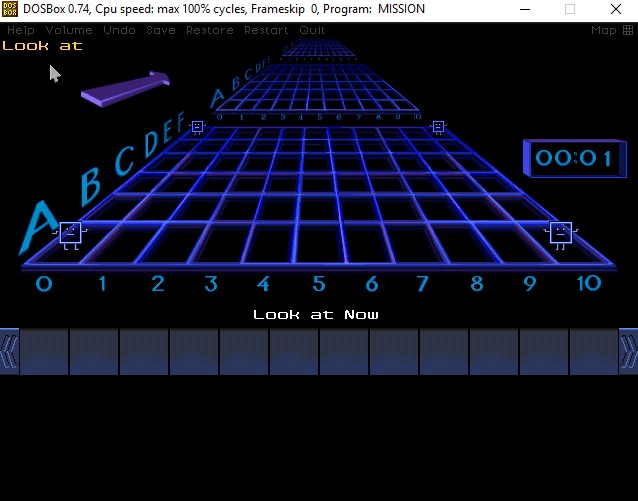 DOSBox 0.74, Cpu speed: max 100% cycles, Frameskip 0, Program: MISSION
Help Volume Undo Save Restore Restart Quit Map
Look at
A B C D E F
0 1 2 3 4 5 6 7 8 9 10
A B C D E F
00:01
0 1 2 3 4 5 6 7 8 9 10
Look at Now